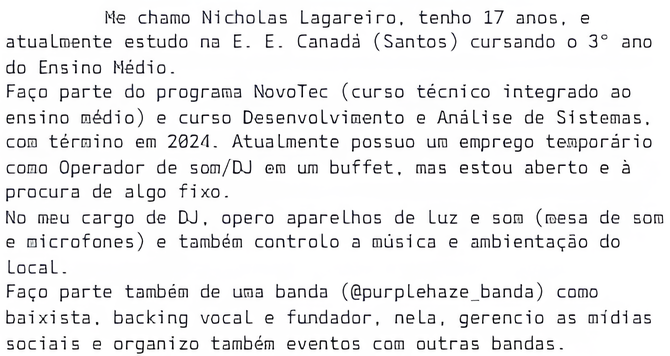 Me chamo Nicholas Lagareiro, tenho 17 anos, e
atualmente estudo na E. E. Canadá (Santos) cursando o 3° ano
do Ensino Médio.
Faço parte do programa NovoTec (curso técnico integrado ao
ensino médio) e curso Desenvolvimento e Análise de Sistemas,
com término em 2024. Atualmente possuo um emprego temporário
como Operador de som/DJ em um buffet, mas estou aberto e à
procura de algo fixo.
No meu cargo de DJ, opero aparelhos de luz e som (mesa de som
e microfones) e também controlo a música e ambientação do
local.
Faço parte também de uma banda (@purplehaze_banda) como
baixista, backing vocal e fundador, nela, gerencio as mídias
sociais e organizo também eventos com outras bandas.